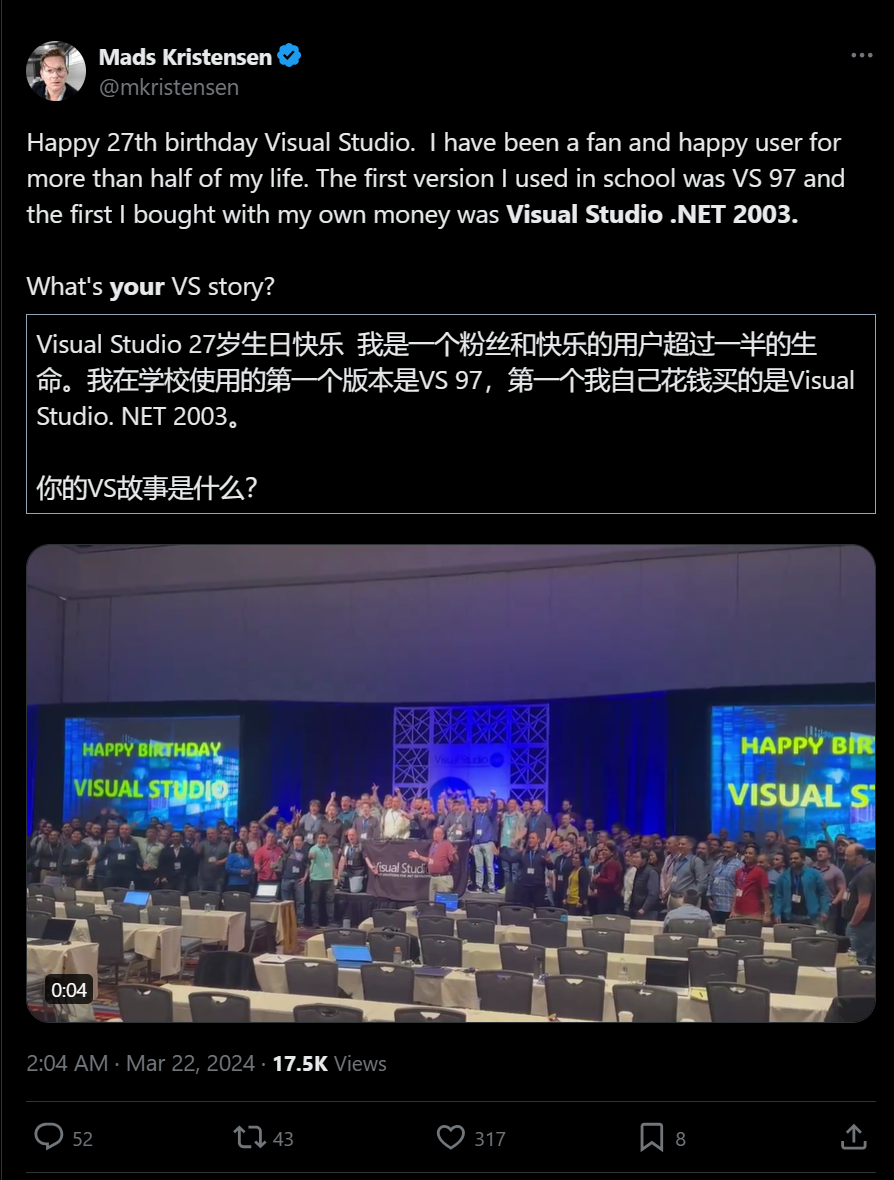 Mads Kristensen
@mkristensen
Happy 27th birthday Visual Studio.  I have been a fan and happy user for
more than half of my life. The first version I used in school was VS 97 and
the first I bought with my own money was Visual Studio .NET 2003.
What's your VS story?
Visual Studio 27岁生日快乐  我是一个粉丝和快乐的用户超过一半的生
命。我在学校使用的第一个版本是VS 97，第一个我自己花钱买的是Visual
Studio. NET 2003。
你的VS故事是什么？
HAPPY BIRTHDAY
VISUAL STUDIO
HAPPY BIR
VISUAL ST
Visual Studio
Visual Studi
0:04
2:04 AM · Mar 22, 2024 · 17.5K Views
52
43
317
8